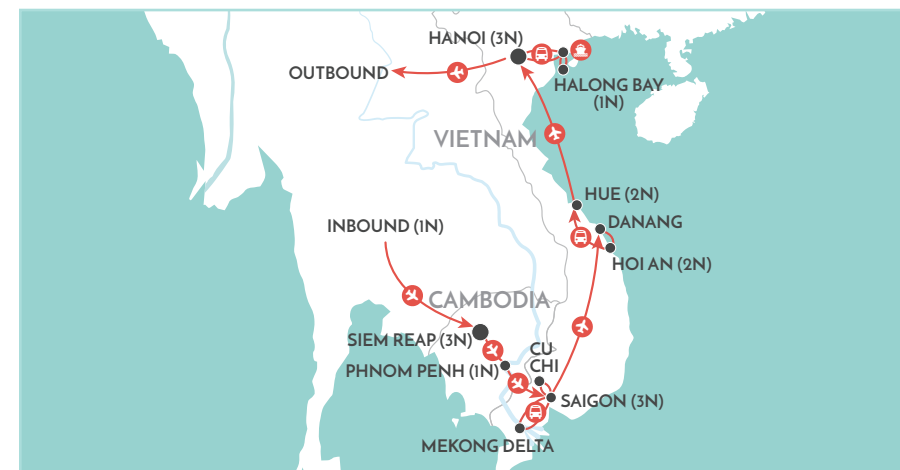 HANOI (3N)
OUTBOUND
HALONG BAY
(1N)
VIETNAM
HUE (2N)
INBOUND (1N)
DANANG
HOI AN (2N)
CAMBODIA
SIEM REAP (3N)
CU
CHI
PHNOM PENH (1N)
SAIGON (3N)
MEKONG DELTA